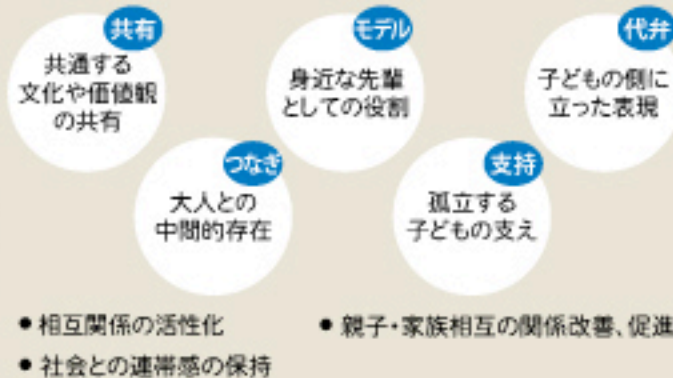 共有
共通する
文化や価値観
の共有
モデル
身近な先輩
としての役割
代弁
子どもの側に
立った表現
つなぎ
大人との
中間的存在
支持
孤立する
子どもの支え
● 相互関係の活性化
● 親子・家族相互の関係改善、促進
● 社会との連帯感の保持